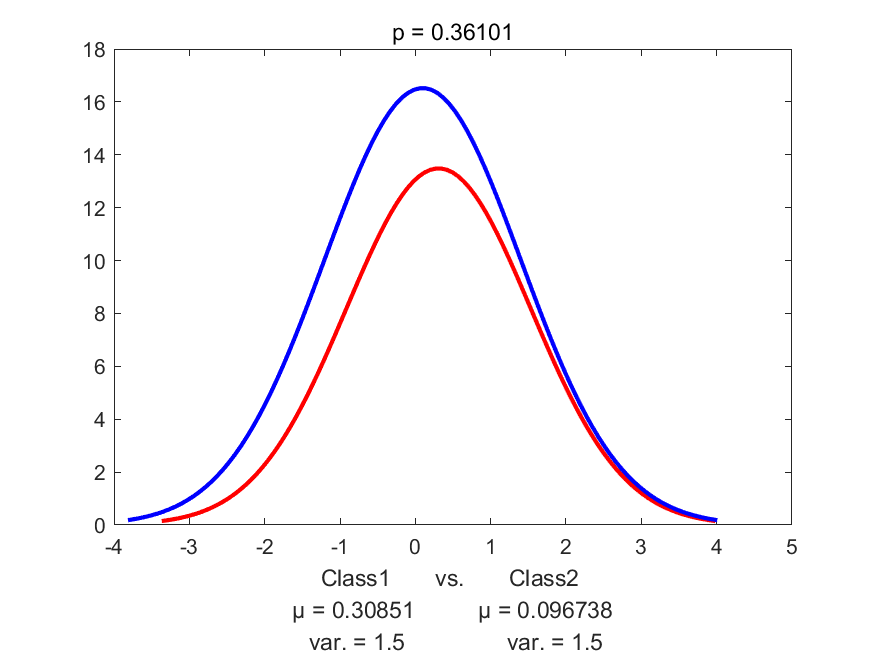 p = 0.36101
18
16
14
12
10
8
6
4
2
0
-4 -3 -2 -1 0 1 2 3 4 5
Class1 vs. Class2
μ = 0.30851 μ = 0.096738
var. = 1.5 var. = 1.5